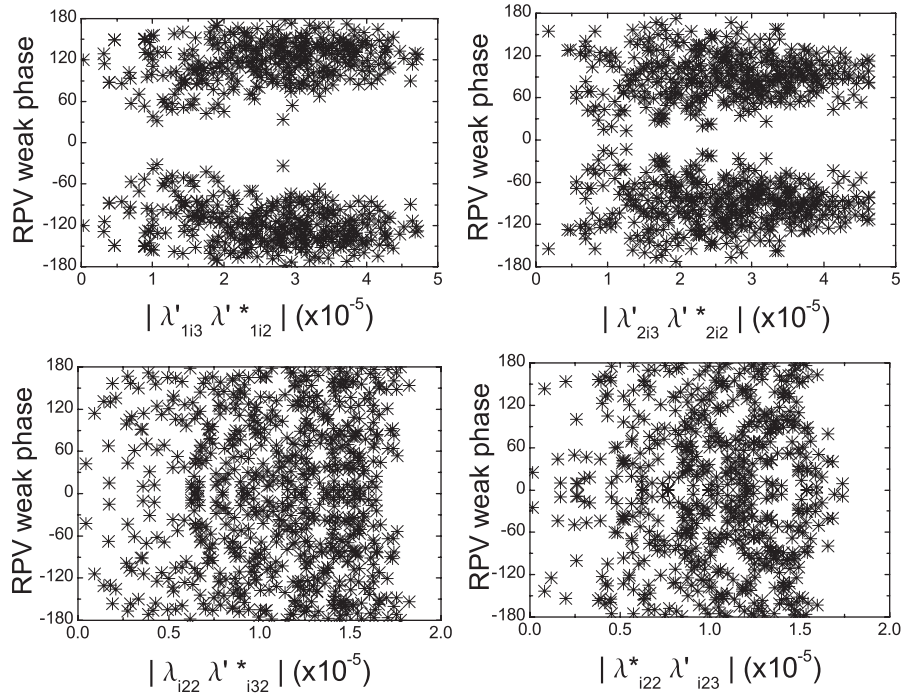 180
120
60
0
-60
-120
-180
RPV weak phase
0 1 2 3 4 5
| λ'1i3 λ'*1i2 | (x10-5)
180
120
60
0
-60
-120
-180
RPV weak phase
0 1 2 3 4 5
| λ'2i3 λ'*2i2 | (x10-5)
180
120
60
0
-60
-120
-180
RPV weak phase
0.0 0.5 1.0 1.5 2.0
| λi22 λ'*i32 | (x10-5)
180
120
60
0
-60
-120
-180
RPV weak phase
0.0 0.5 1.0 1.5 2.0
| λ*i22 λ'i23 | (x10-5)